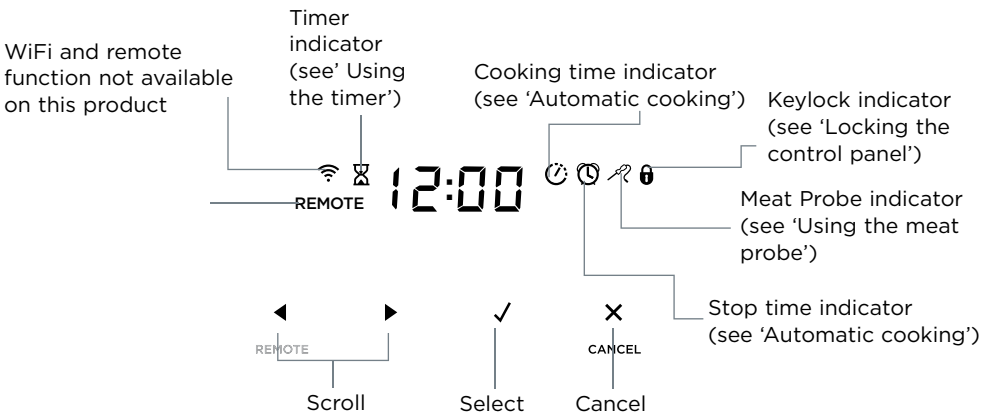 Timer
indicator
(see’ Using
the timer’)
WiFi and remote
function not available
on this product
Cooking time indicator
(see ‘Automatic cooking’)
Keylock indicator
(see ‘Locking the
control panel’)
REMOTE
12:00
Meat Probe indicator
(see ‘Using the meat
probe’)
Stop time indicator
(see ‘Automatic cooking’)
REMOTE
CANCEL
Scroll
Select
Cancel